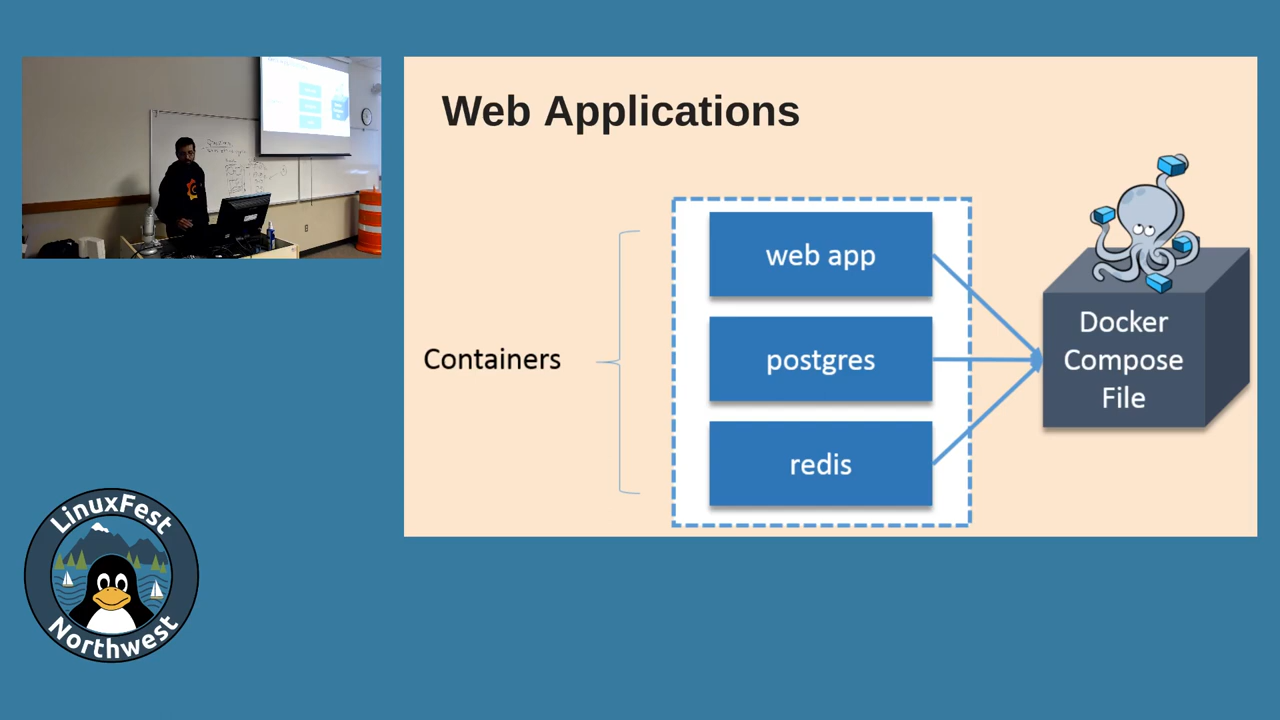 Web Applications
Containers
web app
postgres
redis
Docker
Compose
File
LinuxFest
Northwest